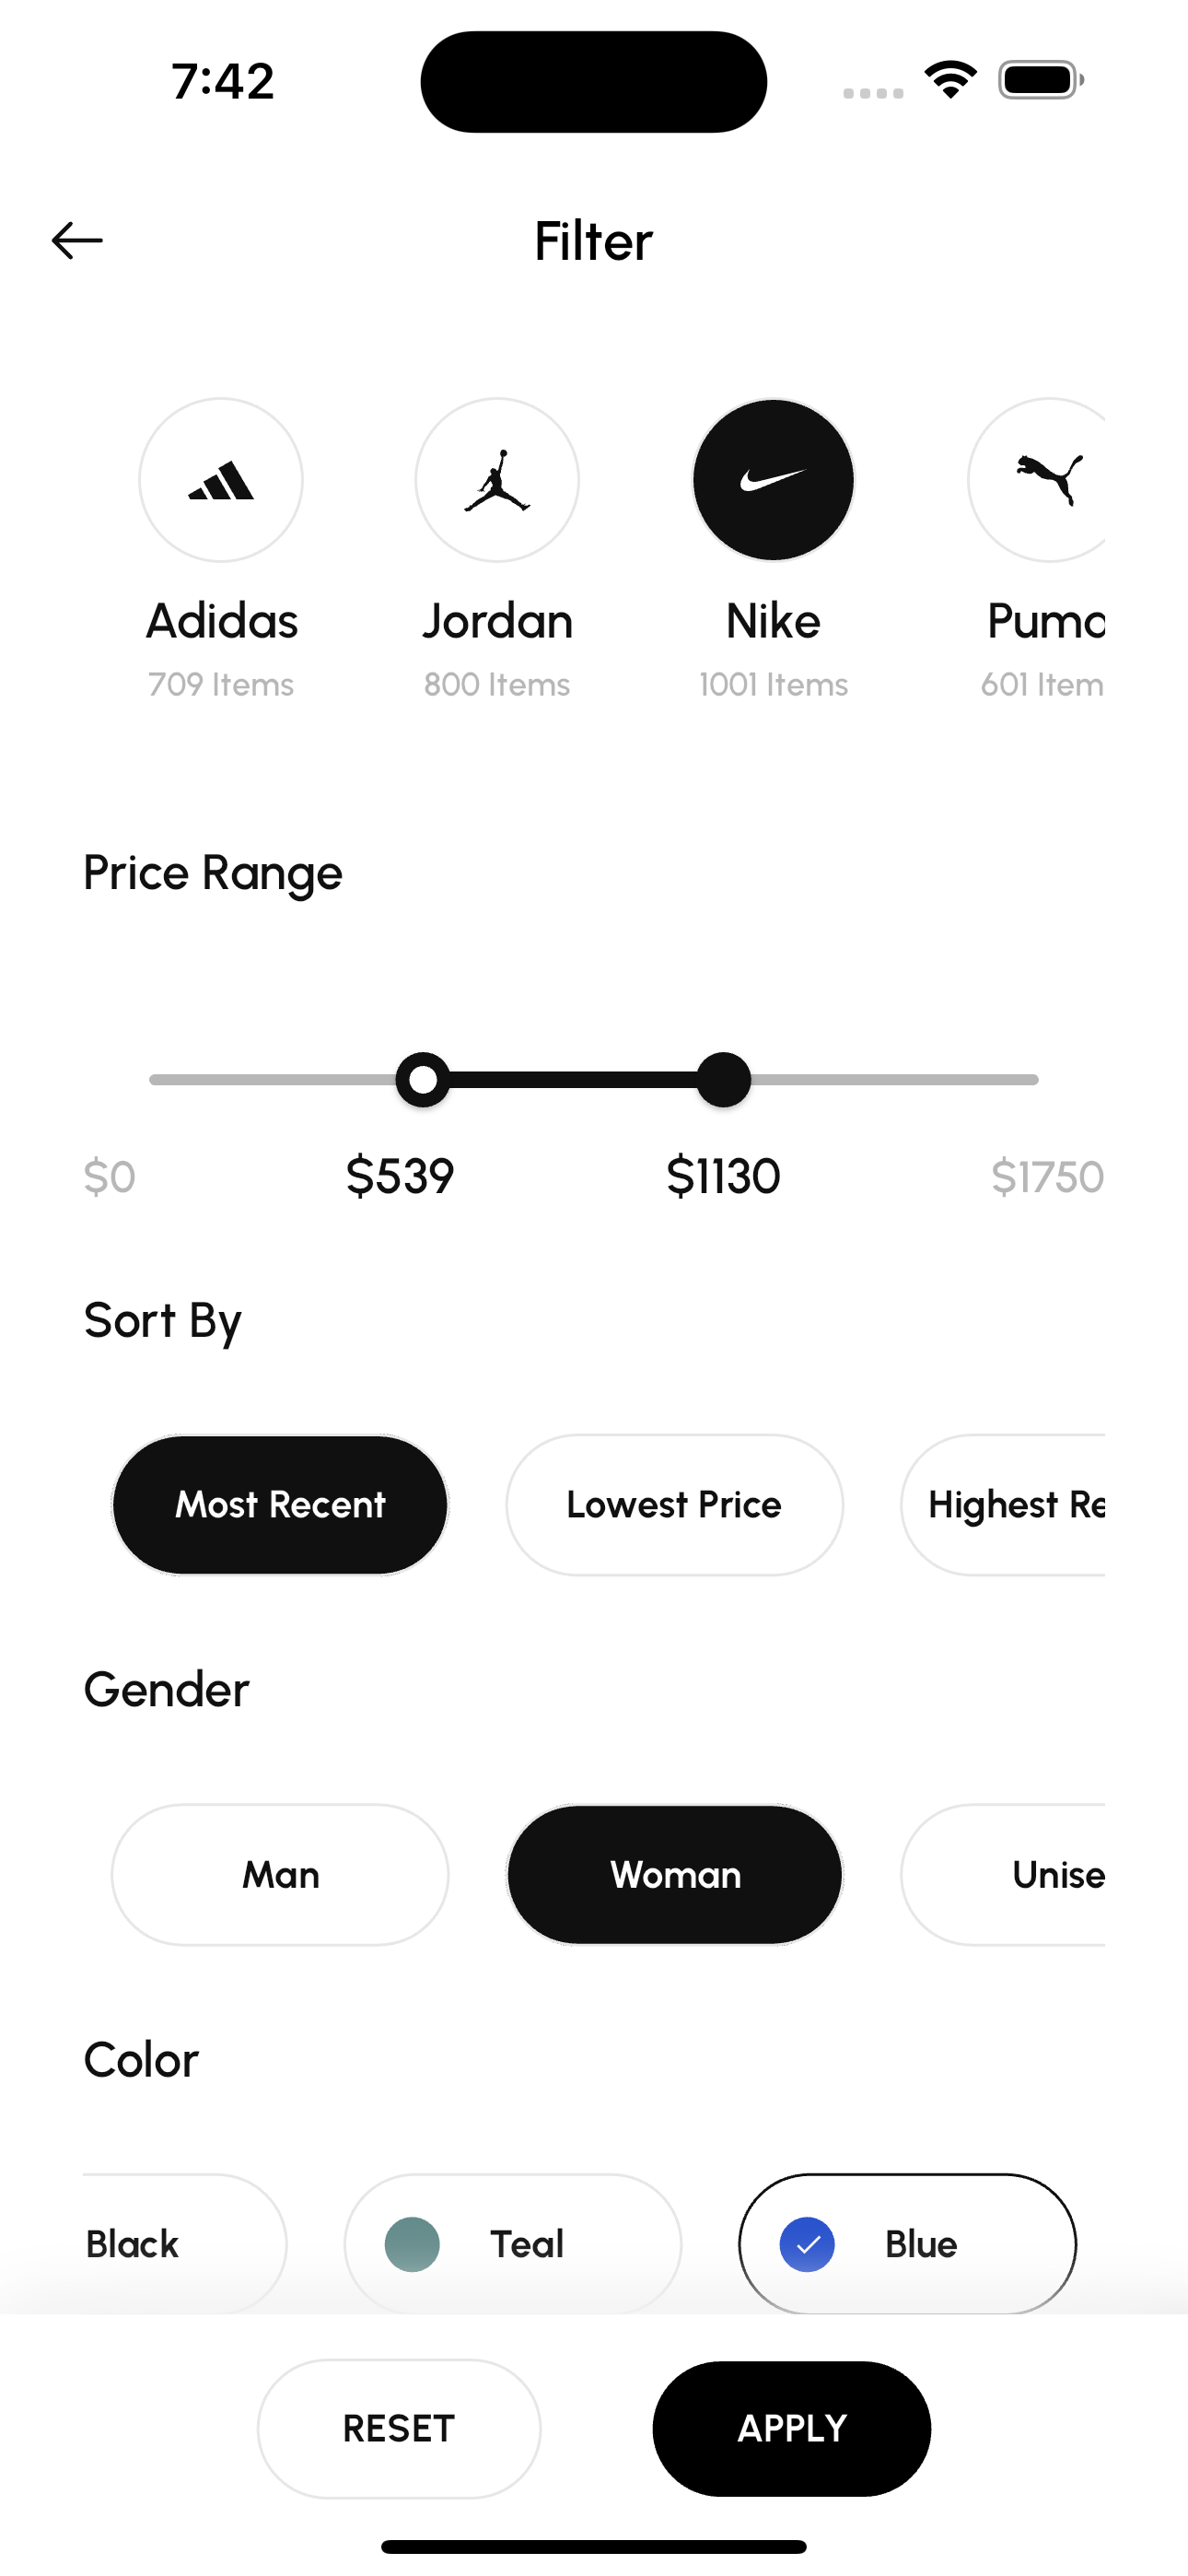 7:42
Filter
Adidas Jordan Nike Puma
709 Items 800 Items 1001 Items 601 Item
Price Range
$0 $539 $1130 $1750
Sort By
Most Recent Lowest Price Highest Re
Gender
Man Woman Unise
Color
Black Teal Blue
RESET APPLY